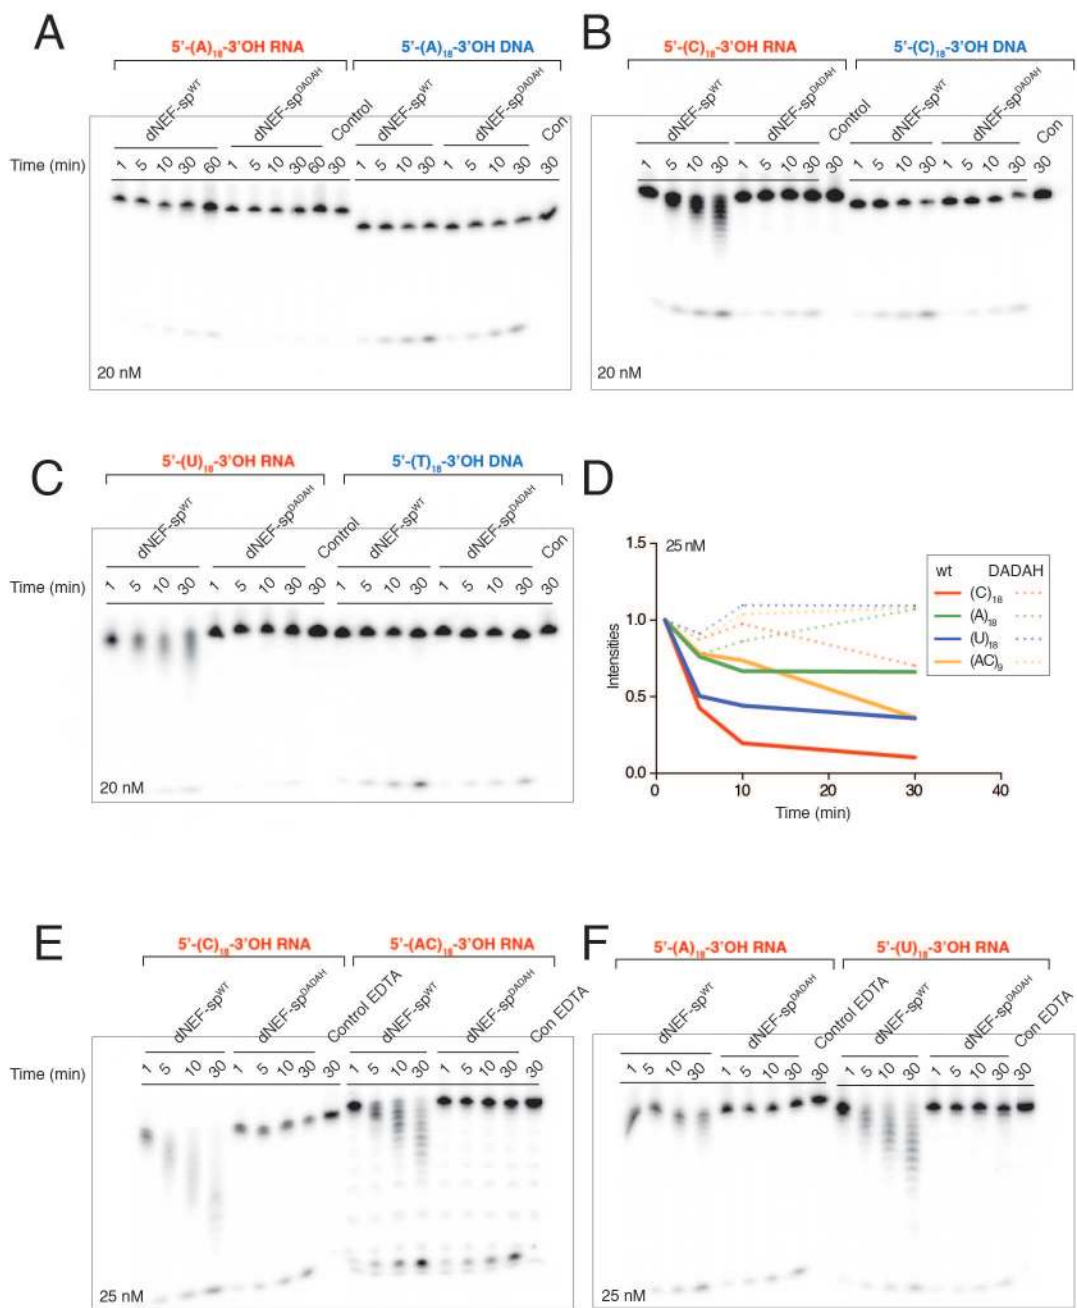 A
5'-(A)18-3'OH RNA
5'-(A)18-3'OH DNA
dNEF-spWT
dNEF-spDADAH
Control
dNEF-spWT
dNEF-spDADAH
Con
Time (min)
1 5 10 30 60 1 5 10 30 60 30 1 5 10 30 1 5 10 30 30
20 nM
B
5'-(C)18-3'OH RNA
5'-(C)18-3'OH DNA
dNEF-spWT
dNEF-spDADAH
Control
dNEF-spWT
dNEF-spDADAH
Con
1 5 10 30 1 5 10 30 30 1 5 10 30 1 5 10 30 30
20 nM
C
5'-(U)18-3'OH RNA
5'-(T)18-3'OH DNA
dNEF-spWT
dNEF-spDADAH
Control
dNEF-spWT
dNEF-spDADAH
Con
Time (min)
1 5 10 30 1 5 10 30 30 1 5 10 30 1 5 10 30 30
20 nM
D
25 nM
1.5
1.0
0.5
0.0
Intensities
0 10 20 30 40
Time (min)
wt DADAH
(C)18
(A)18
(U)18
(AC)9
E
5'-(C)18-3'OH RNA
5'-(AC)18-3'OH RNA
dNEF-spWT
dNEF-spDADAH
Control EDTA
dNEF-spWT
dNEF-spDADAH
Con EDTA
Time (min)
1 5 10 30 1 5 10 30 30 1 5 10 30 1 5 10 30 30
25 nM
F
5'-(A)18-3'OH RNA
5'-(U)18-3'OH RNA
dNEF-spWT
dNEF-spDADAH
Control EDTA
dNEF-spWT
dNEF-spDADAH
Con EDTA
1 5 10 30 1 5 10 30 30 1 5 10 30 1 5 10 30 30
25 nM